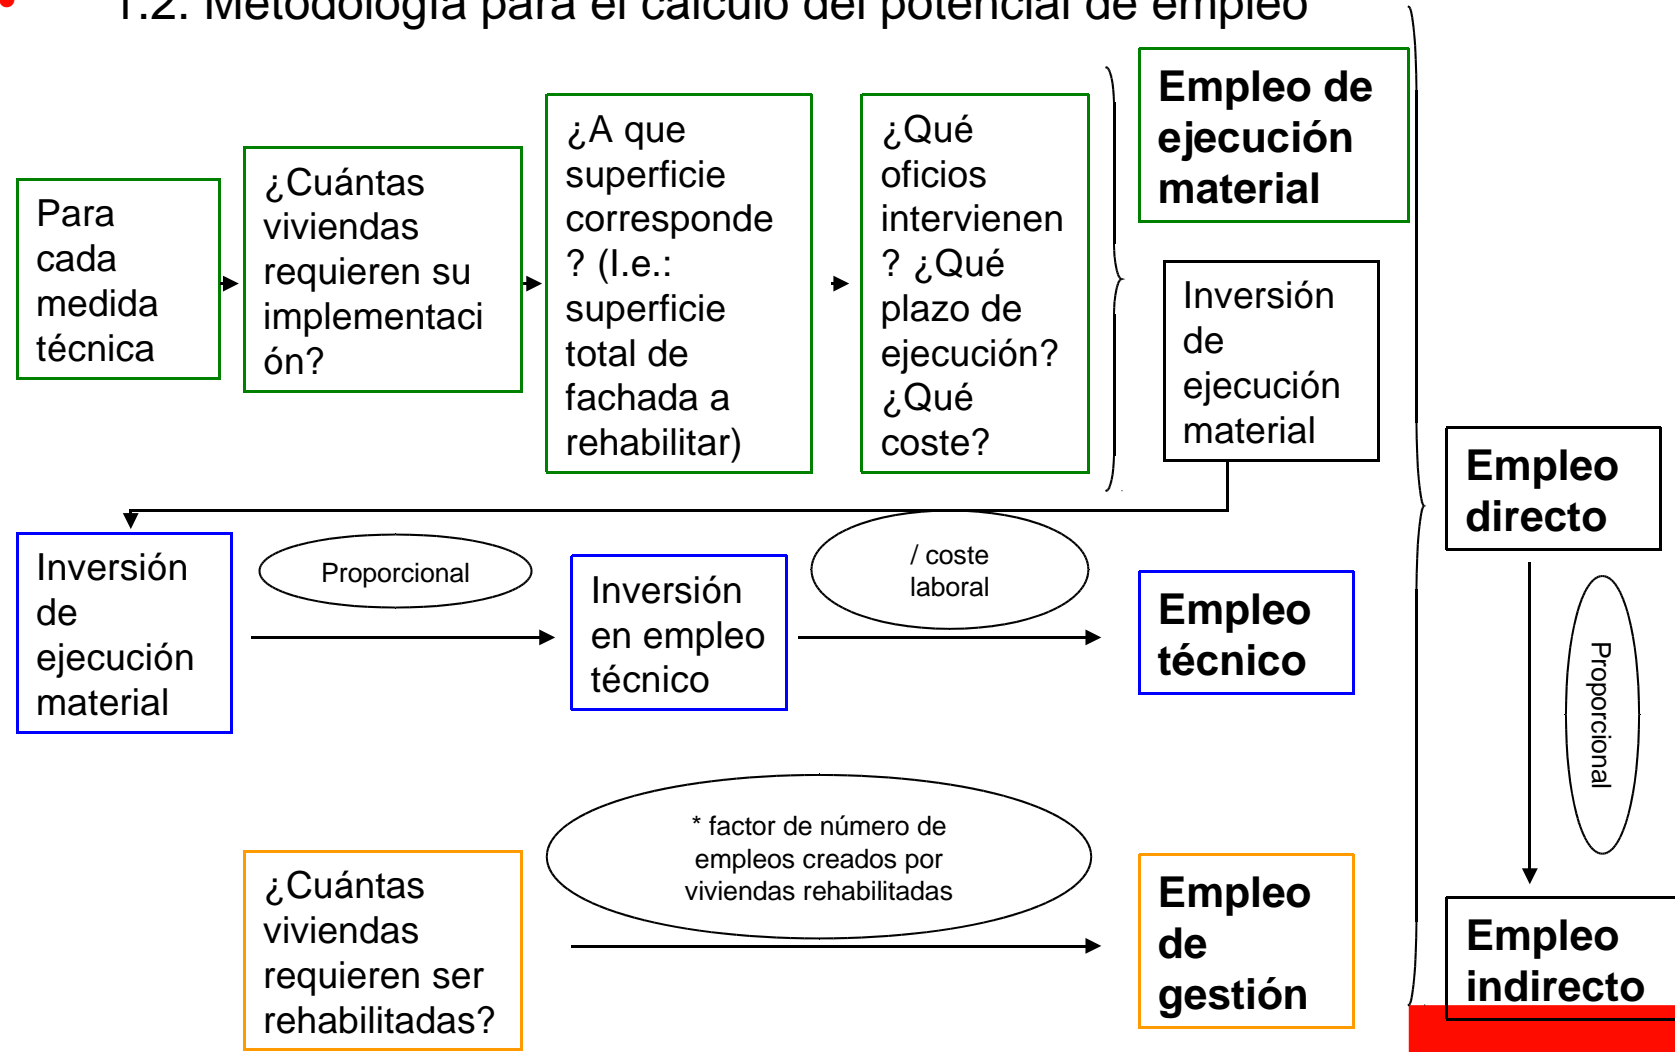 1.2. Metodología para el cálculo del potencial de empleo
Para
cada
medida
técnica
¿Cuántas
viviendas
requieren su
implementaci
ón?
¿A que
superficie
corresponde
? (I.e.:
superficie
total de
fachada a
rehabilitar)
¿Qué
oficios
intervienen
? ¿Qué
plazo de
ejecución?
¿Qué
coste?
Empleo de
ejecución
material
Inversión
de
ejecución
material
Inversión
de
ejecución
material
Proporcional
Inversión
en empleo
técnico
/ coste
laboral
Empleo
técnico
¿Cuántas
viviendas
requieren ser
rehabilitadas?
* factor de número de
empleos creados por
viviendas rehabilitadas
Empleo
de
gestión
Empleo
directo
Proporcional
Empleo
indirecto